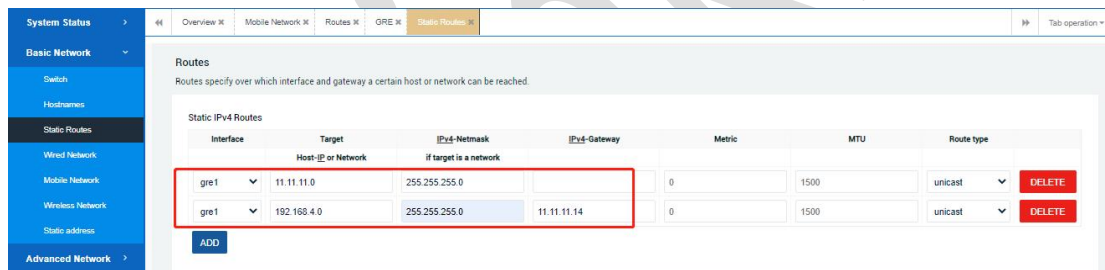 System Status
Overview Mobile Network Routes GRE Static Routes Tab operation
Basic Network
Switch
Hostnames
Static Routes
Wired Network
Mobile Network
Wireless Network
Static address
Advanced Network
Routes
Routes specify over which interface and gateway a certain host or network can be reached.
Static IPv4 Routes
Interface Target IPv4-Netmask IPv4-Gateway Metric MTU Route type
Host-IP or Network if target is a network
gre1 11.11.11.0 255.255.255.0 0 1500 unicast DELETE
gre1 192.168.4.0 255.255.255.0 11.11.11.14 0 1500 unicast DELETE
ADD